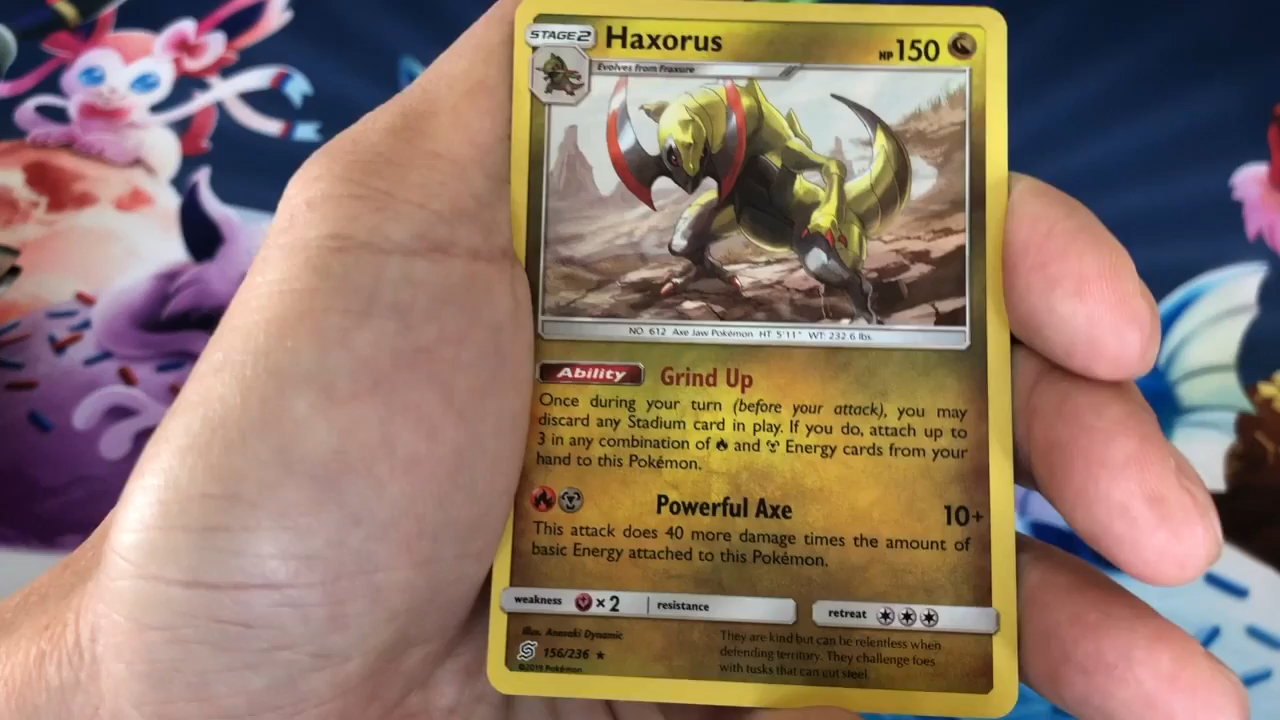 STAGE2 Haxorus HP150
Evolves from Fraxure
NO 612 Axe Jaw Pokémon HT 5'11" WT: 232.6 lbs.
Ability Grind Up
Once during your turn (before your attack), you may
discard any Stadium card in play. If you do, attach up to
3 in any combination of and Energy cards from your
hand to this Pokémon.
Powerful Axe 10+
This attack does 40 more damage times the amount of
basic Energy attached to this Pokémon.
weakness ×2 resistance retreat
illus. Anesaki Dynamic
156/236
©2019 Pokémon
They are kind but can be relentless when
defending territory. They challenge foes
with tusks that can cut steel.